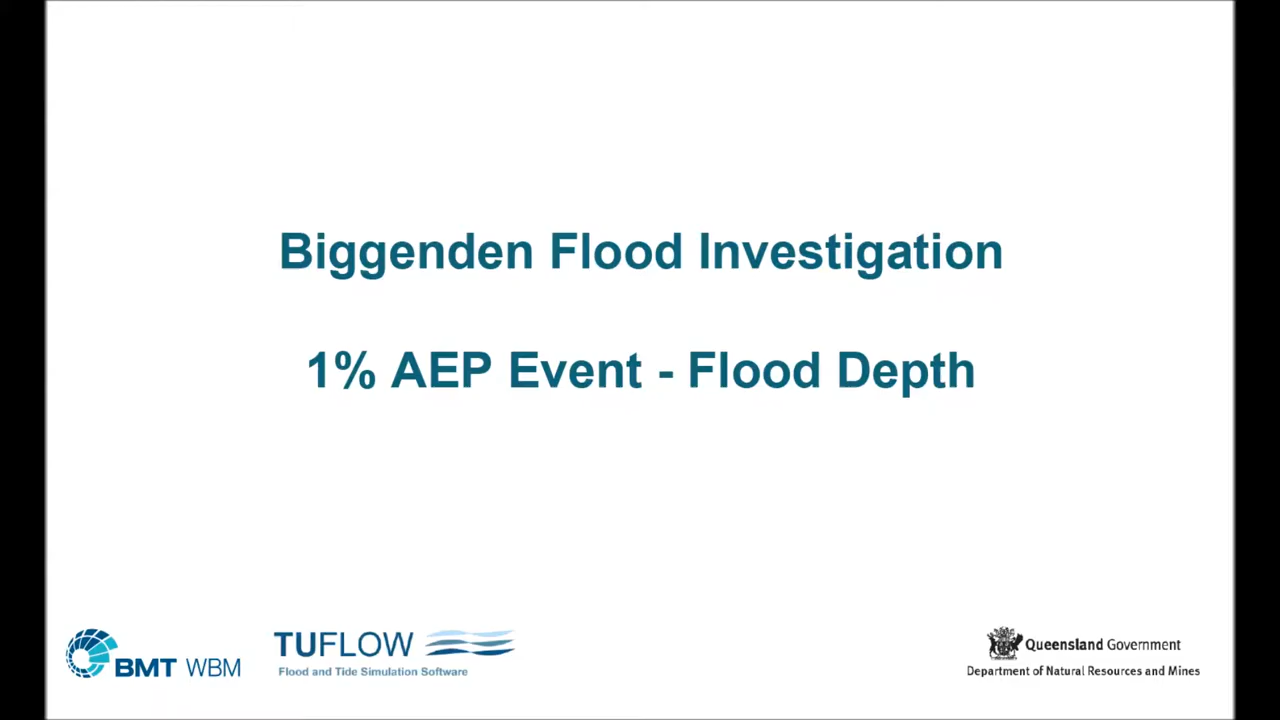 Biggenden Flood Investigation
1% AEP Event - Flood Depth
BMT WBM
TUFLOW
Flood and Tide Simulation Software
Queensland Government
Department of Natural Resources and Mines